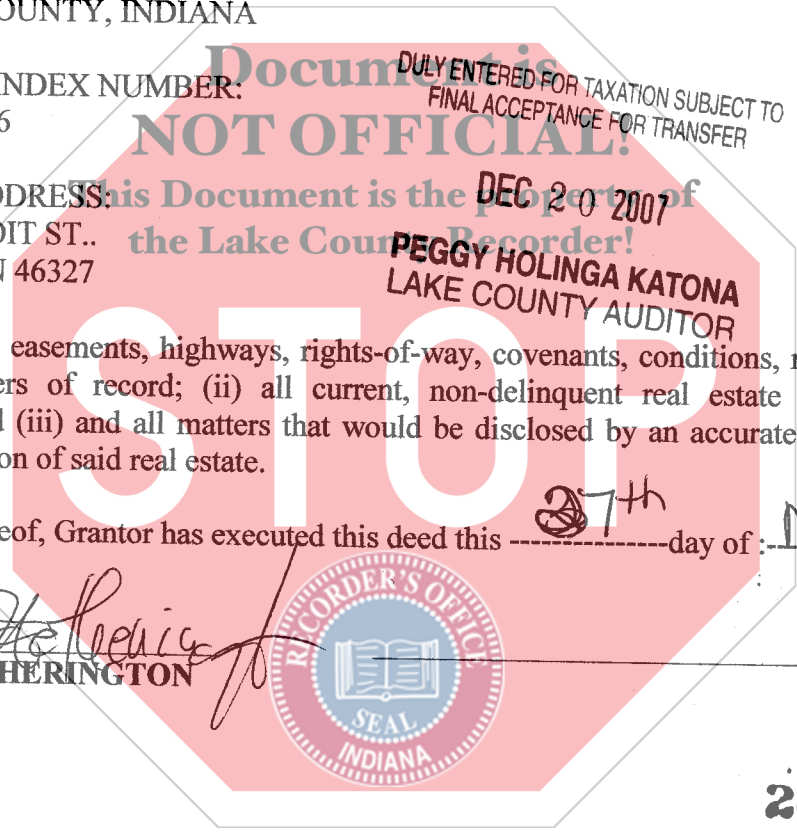 OUNTY, INDIANA
Document is
NDEX NUMBER:
DULY ENTERED FOR TAXATION SUBJECT TO
FINAL ACCEPTANCE FOR TRANSFER
6
NOT OFFICIAL!
DDRESS:
This Document is the property of
DEC 20 2007
OIT ST..
the Lake County Recorder!
46327
PEGGY HOLINGA KATONA
LAKE COUNTY AUDITOR
STOP
easements, highways, rights-of-way, covenants, conditions, r
ers of record; (ii) all current, non-delinquent real estate
(iii) and all matters that would be disclosed by an accurate
on of said real estate.
eof, Grantor has executed this deed this 27th day of :
HERINGTON
RECORDER'S OFFICE
SEAL
INDIANA
2